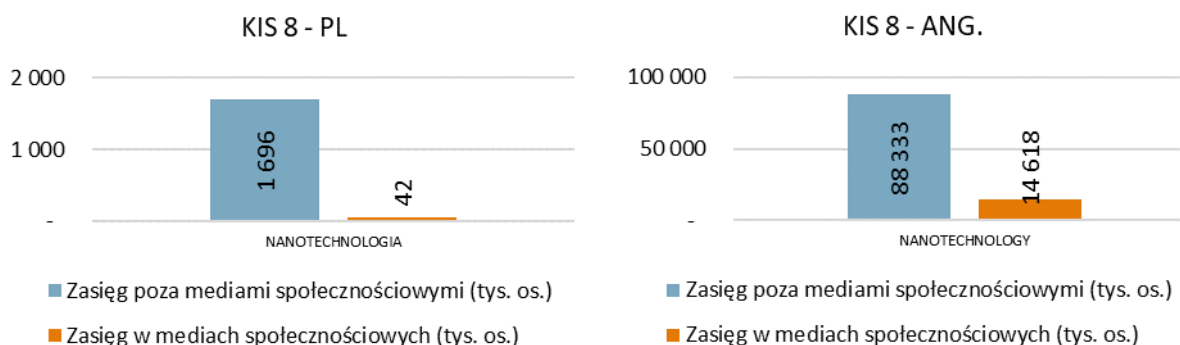 KIS 8 - PL
2 000
1 000
-
1 696
42
NANOTECHNOLOGIA
Zasięg poza mediami społecznościowymi (tys. os.)
Zasięg w mediach społecznościowych (tys. os.)
KIS 8 - ANG.
100 000
50 000
-
88 333
14 618
NANOTECHNOLOGY
Zasięg poza mediami społecznościowymi (tys. os.)
Zasięg w mediach społecznościowych (tys. os.)